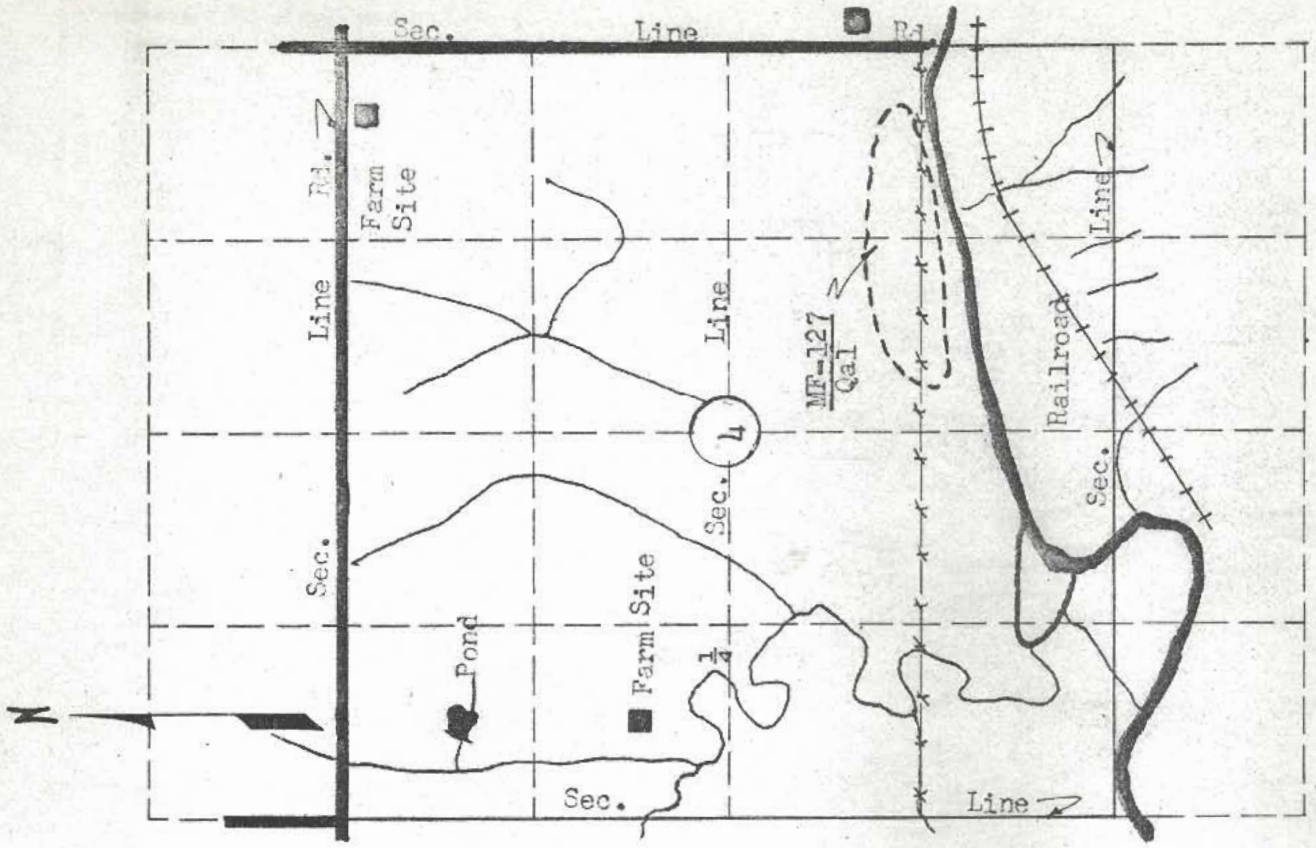 Sec. Line Rd.
N
Sec. Line Rd.
Farm
Site
Pond
Farm Site
Sec.
1/4
Sec. Line
4
MF-127
Qal
Railroad
Sec. Line
Line